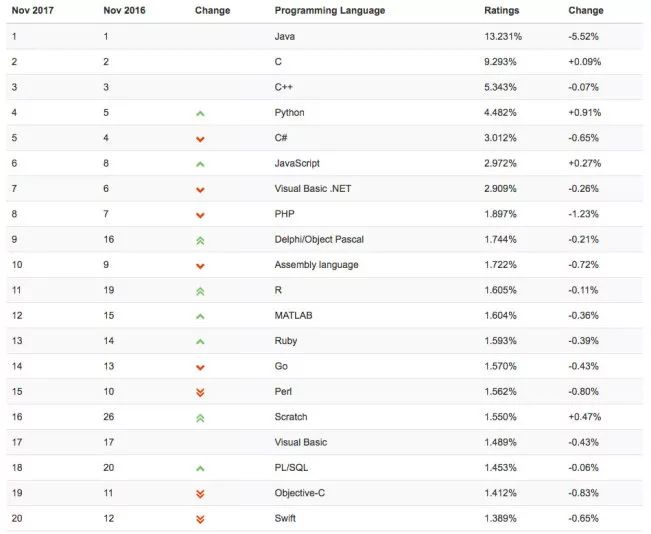 Nov 2017 Nov 2016 Change Programming Language Ratings Change
1 1 Java 13.231% -5.52%
2 2 C 9.293% +0.09%
3 3 C++ 5.343% -0.07%
4 5 Python 4.482% +0.91%
5 4 C# 3.012% -0.65%
6 8 JavaScript 2.972% +0.27%
7 6 Visual Basic .NET 2.909% -0.26%
8 7 PHP 1.897% -1.23%
9 16 Delphi/Object Pascal 1.744% -0.21%
10 9 Assembly language 1.722% -0.72%
11 19 R 1.605% -0.11%
12 15 MATLAB 1.604% -0.36%
13 14 Ruby 1.593% -0.39%
14 13 Go 1.570% -0.43%
15 10 Perl 1.562% -0.80%
16 26 Scratch 1.550% +0.47%
17 17 Visual Basic 1.489% -0.43%
18 20 PL/SQL 1.453% -0.06%
19 11 Objective-C 1.412% -0.83%
20 12 Swift 1.389% -0.65%